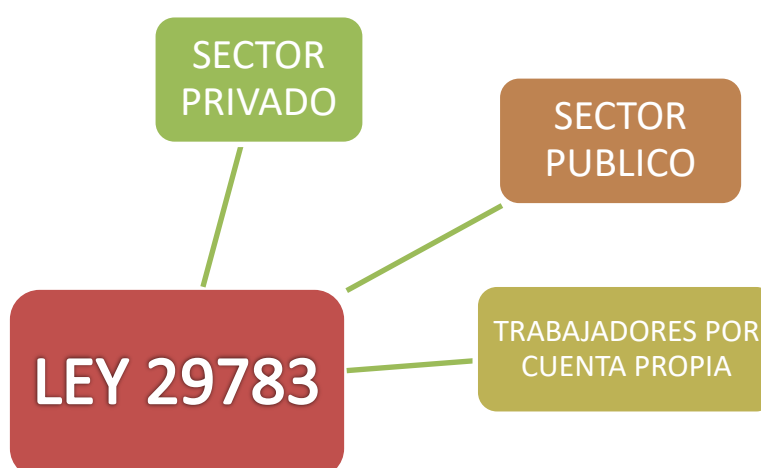 SECTOR
PRIVADO
SECTOR
PUBLICO
TRABAJADORES POR
CUENTA PROPIA
LEY 29783